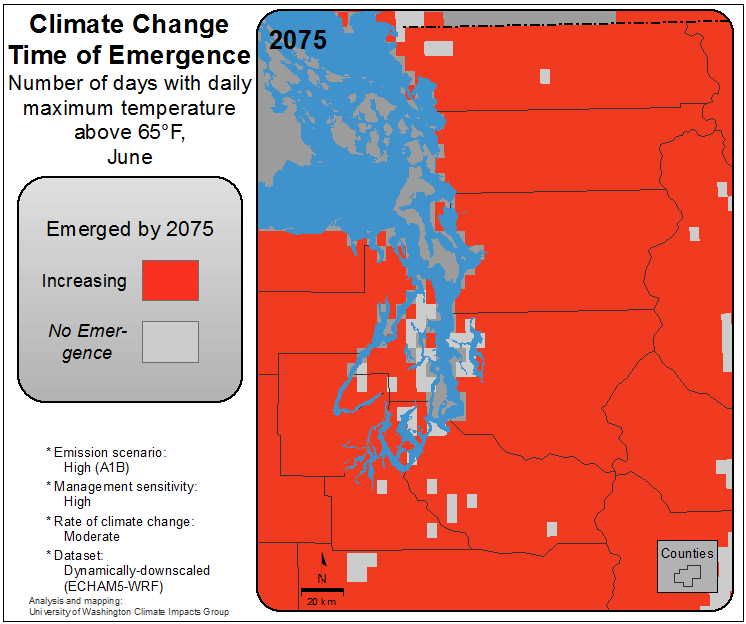 Climate Change
Time of Emergence
Number of days with daily
maximum temperature
above 65°F,
June
Emerged by 2075
Increasing
No Emer-
gence
* Emission scenario:
High (A1B)
* Management sensitivity:
High
* Rate of climate change:
Moderate
* Dataset:
Dynamically-downscaled
(ECHAM5-WRF)
Analysis and mapping:
University of Washington Climate Impacts Group
2075
N
20 km
Counties